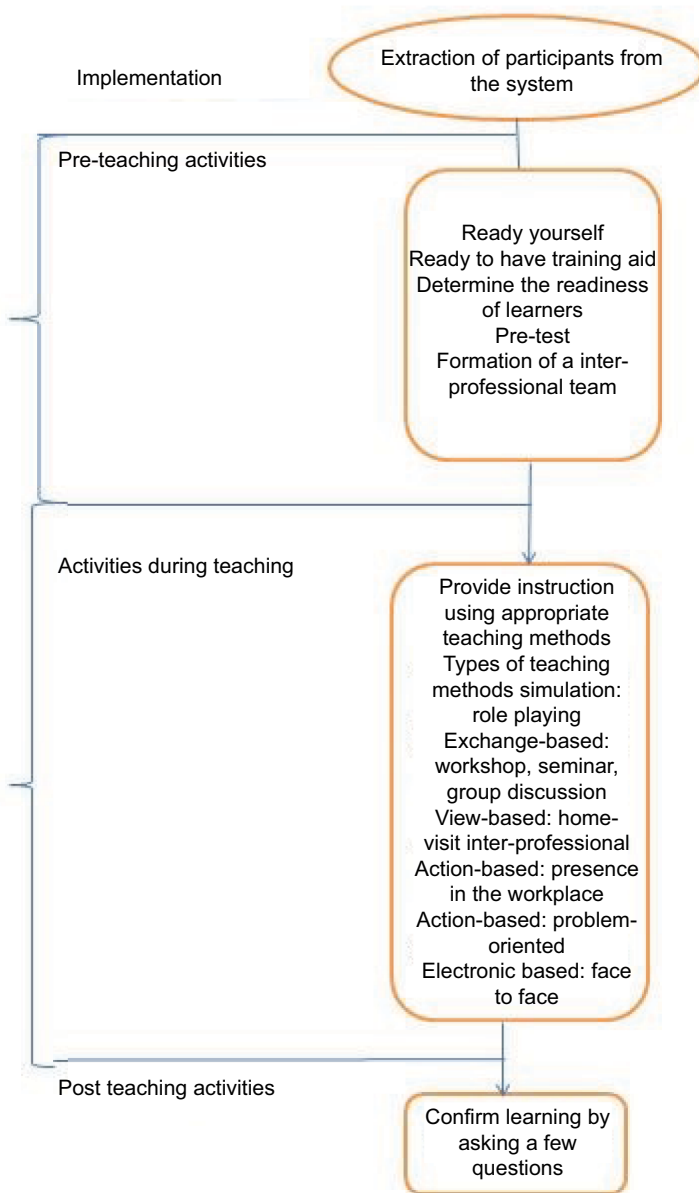 Implementation
Extraction of participants from
the system
Pre-teaching activities
Ready yourself
Ready to have training aid
Determine the readiness
of learners
Pre-test
Formation of a inter-
professional team
Activities during teaching
Provide instruction
using appropriate
teaching methods
Types of teaching
methods simulation:
role playing
Exchange-based:
workshop, seminar,
group discussion
View-based: home-
visit inter-professional
Action-based: presence
in the workplace
Action-based: problem-
oriented
Electronic based: face
to face
Post teaching activities
Confirm learning by
asking a few
questions